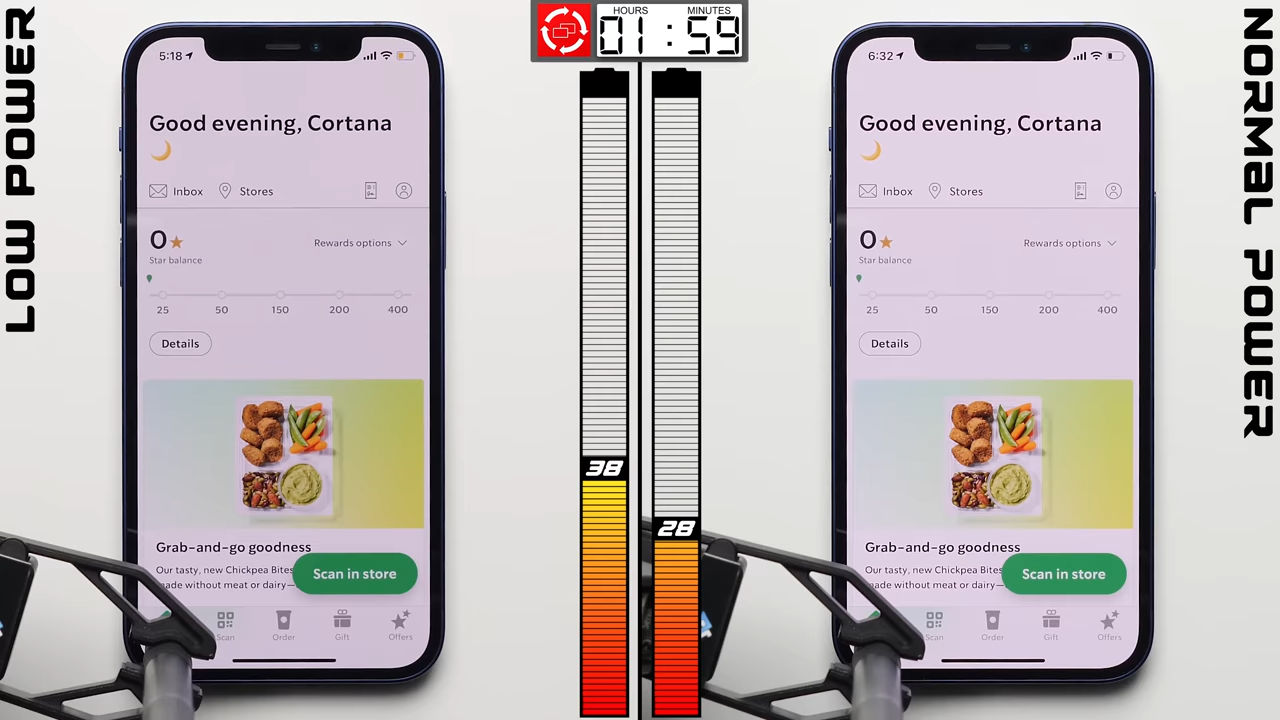 LOW POWER
5:18
Good evening, Cortana
Inbox
Stores
0
Star balance
Rewards options
25 50 150 200 400
Details
Grab-and-go goodness
Our tasty, new Chickpea Bites
made without meat or dairy—
Scan in store
Scan
Order
Gift
Offers
HOURS MINUTES
01:59
38
28
6:32
Good evening, Cortana
Inbox
Stores
0
Star balance
Rewards options
25 50 150 200 400
Details
Grab-and-go goodness
Our tasty, new Chickpea Bites
made without meat or dairy—
Scan in store
Scan
Order
Gift
Offers
NORMAL POWER